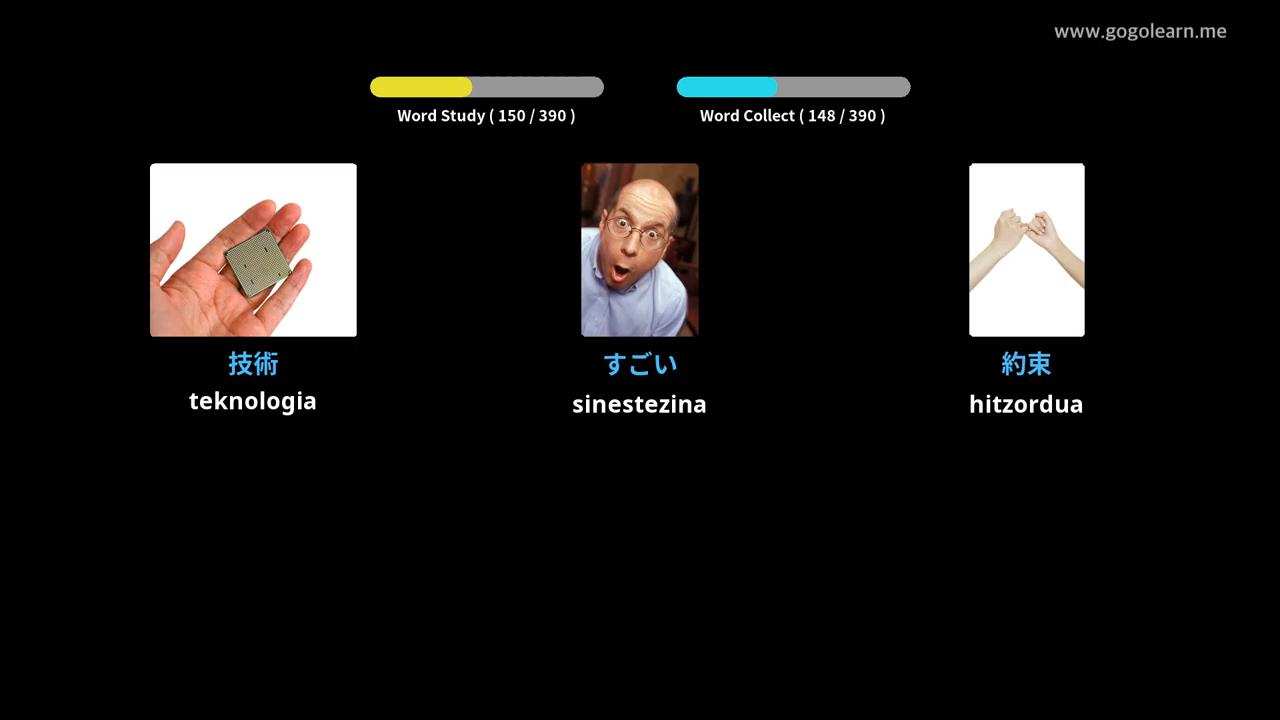 www.gogolearn.me
Word Study ( 150 / 390 )
Word Collect ( 148 / 390 )
技術
すごい
約束
teknologia
sinestezina
hitzordua